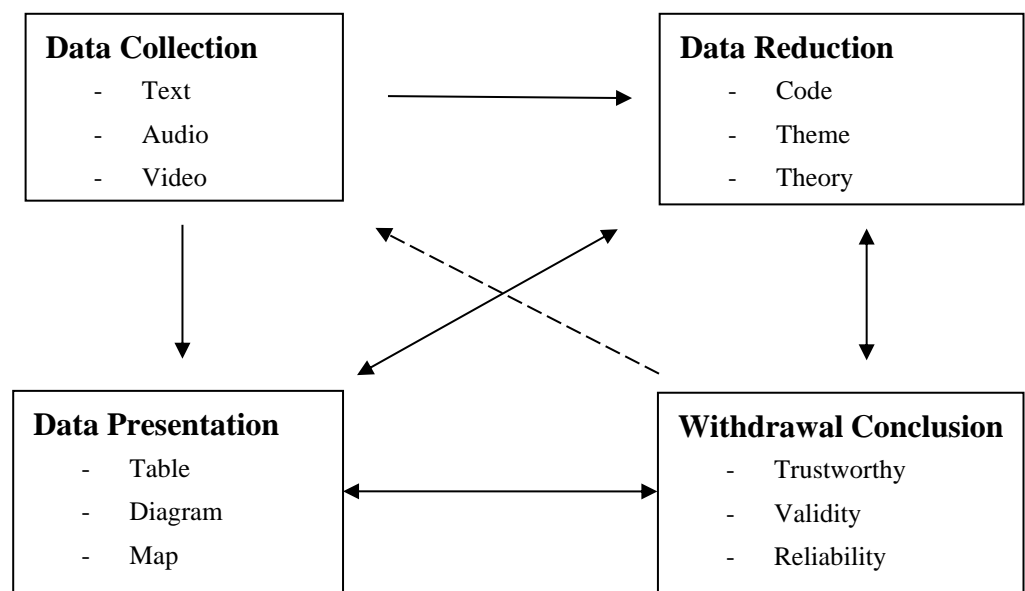 Data Collection
- Text
- Audio
- Video
Data Reduction
- Code
- Theme
- Theory
Data Presentation
- Table
- Diagram
- Map
Withdrawal Conclusion
- Trustworthy
- Validity
- Reliability